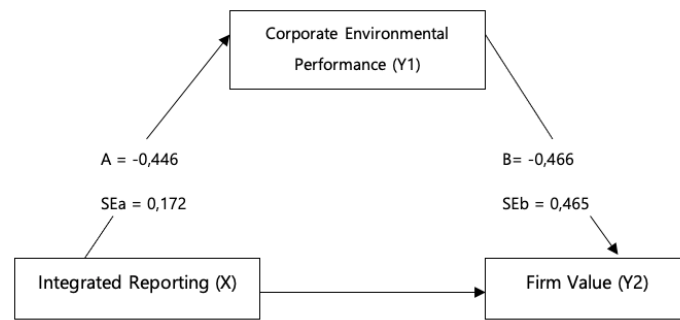 Corporate Environmental
Performance (Y1)
A = -0,446
B= -0,466
SEa = 0,172
SEb = 0,465
Integrated Reporting (X)
Firm Value (Y2)